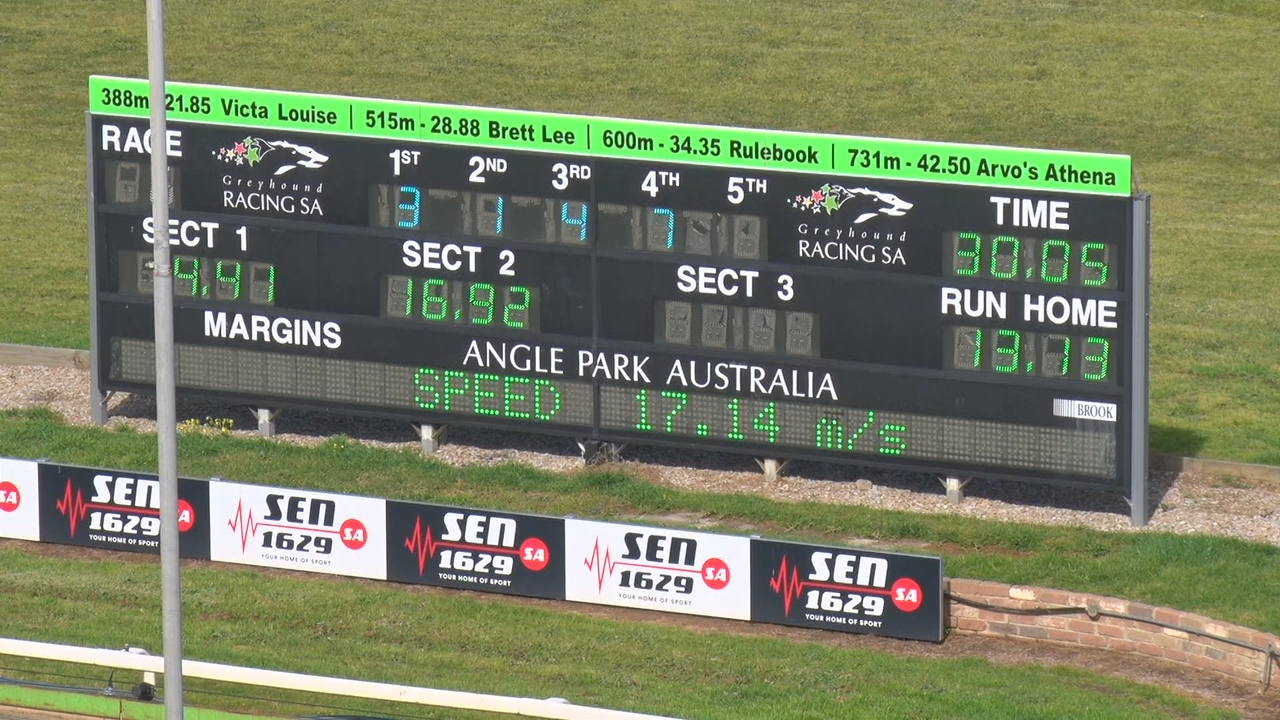 388m 21.85 Victa Louise | 515m - 28.88 Brett Lee | 600m - 34.35 Rulebook | 731m - 42.50 Arvo's Athena
RACE
Greyhound
RACING SA
1ST 2ND 3RD 4TH 5TH
3 1 4 7
Greyhound
RACING SA
TIME
30.05
SECT 1
4.41
SECT 2
16.92
SECT 3
RUN HOME
13.13
MARGINS
ANGLE PARK AUSTRALIA
BROOK
SPEED 17.14 m/s
SA
SEN
1629 SA
YOUR HOME OF SPORT
SEN
1629 SA
YOUR HOME OF SPORT
SEN
1629 SA
YOUR HOME OF SPORT
SEN
1629 SA
YOUR HOME OF SPORT
SEN
1629 SA
YOUR HOME OF SPORT